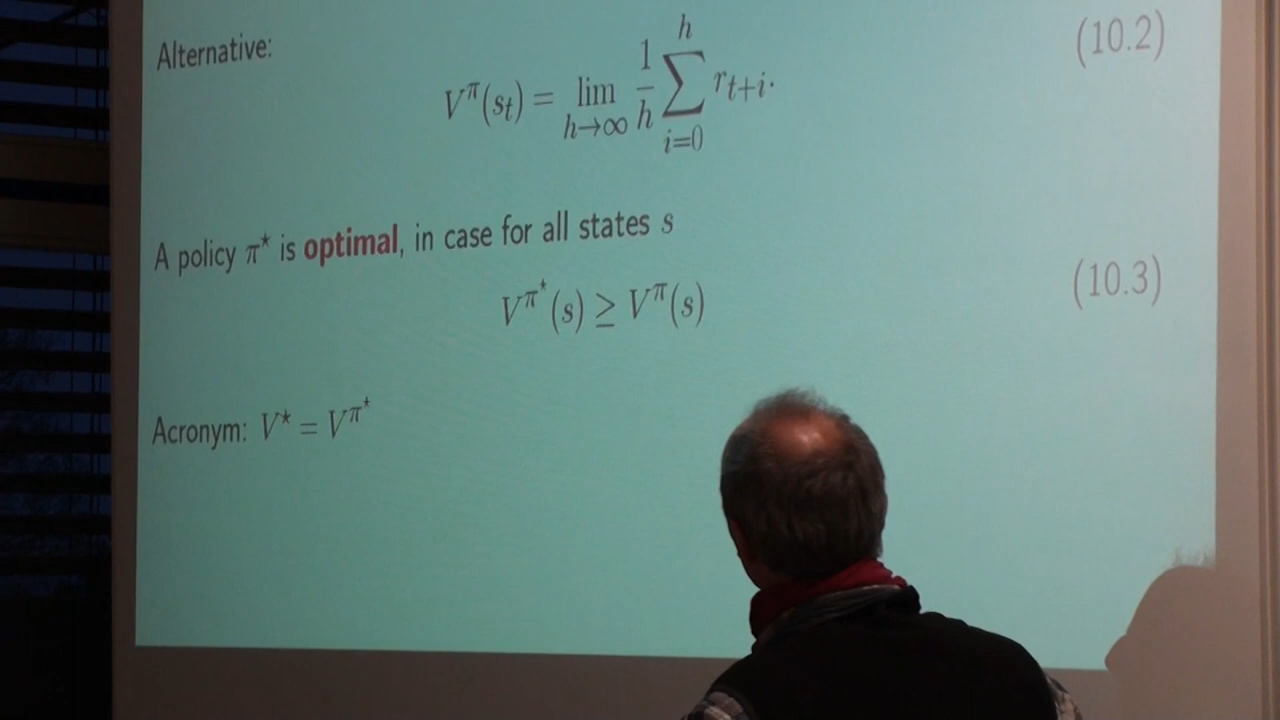 Alternative:
V^π(s_t) = lim_{h→∞} 1/h ∑_{i=0}^{h} r_{t+i}. (10.2)
A policy π* is optimal, in case for all states s
V^{π*}(s) ≥ V^π(s) (10.3)
Acronym: V* = V^{π*}